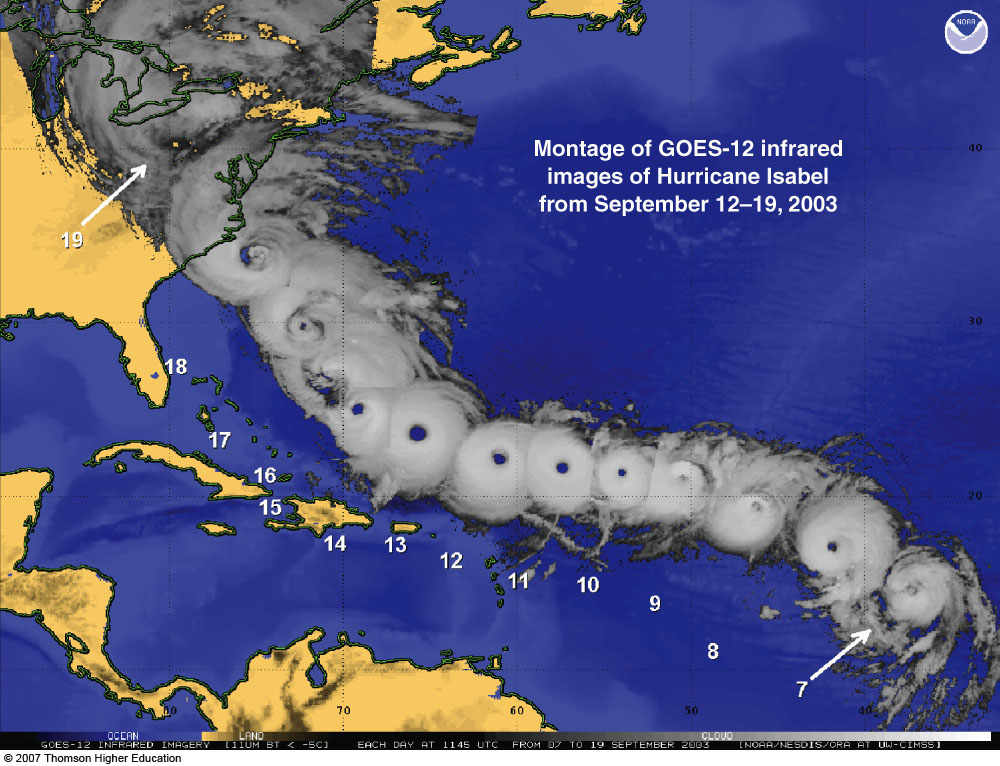 NOAA
Montage of GOES-12 infrared
images of Hurricane Isabel
from September 12–19, 2003
40
19
30
18
17
16
20
15
14
13
12
11
10
9
8
7
80
70
60
50
40
OCEAN
LAND
CLOUD
GOES-12 INFRARED IMAGERY (11UM BT < -5C) EACH DAY AT 1145 UTC FROM 07 TO 19 SEPTEMBER 2003 (NOAA/NESDIS/ORA AT UW-CIMSS)
© 2007 Thomson Higher Education